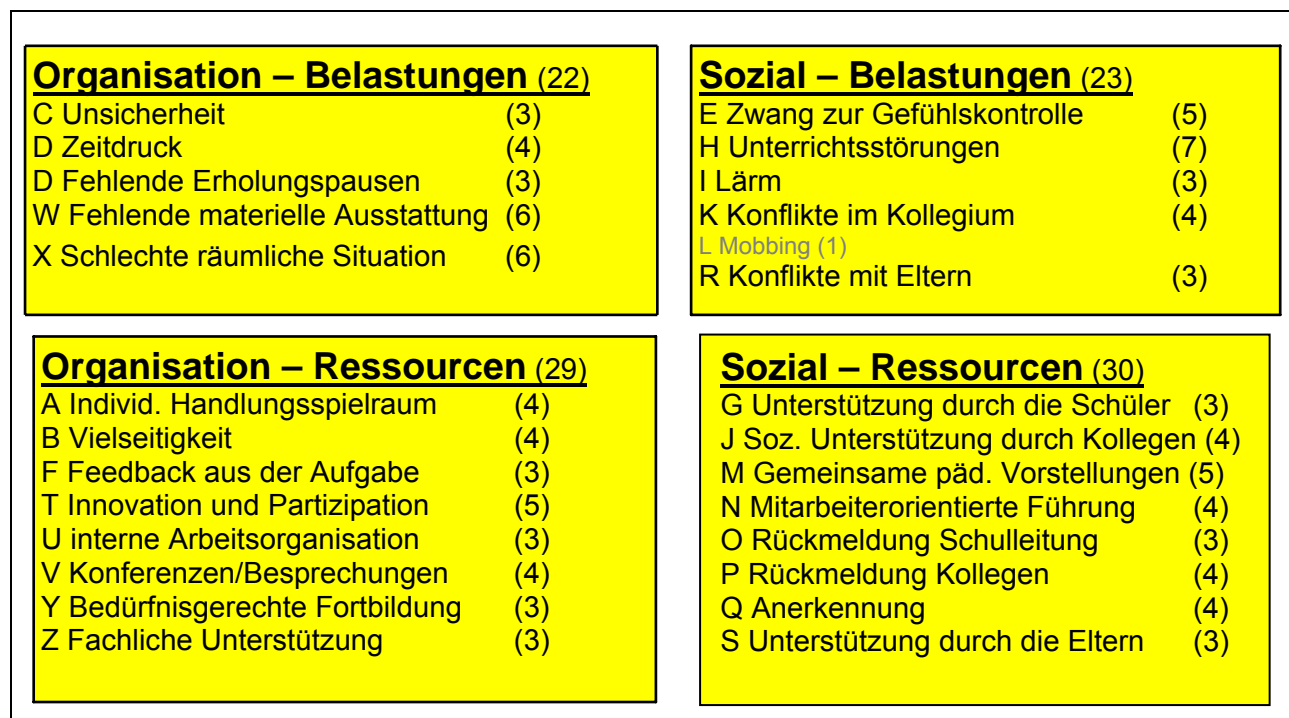 Organisation – Belastungen (22)
C Unsicherheit (3)
D Zeitdruck (4)
D Fehlende Erholungspausen (3)
W Fehlende materielle Ausstattung (6)
X Schlechte räumliche Situation (6)
Sozial – Belastungen (23)
E Zwang zur Gefühlskontrolle (5)
H Unterrichtsstörungen (7)
I Lärm (3)
K Konflikte im Kollegium (4)
L Mobbing (1)
R Konflikte mit Eltern (3)
Organisation – Ressourcen (29)
A Individ. Handlungsspielraum (4)
B Vielseitigkeit (4)
F Feedback aus der Aufgabe (3)
T Innovation und Partizipation (5)
U interne Arbeitsorganisation (3)
V Konferenzen/Besprechungen (4)
Y Bedürfnisgerechte Fortbildung (3)
Z Fachliche Unterstützung (3)
Sozial – Ressourcen (30)
G Unterstützung durch die Schüler (3)
J Soz. Unterstützung durch Kollegen (4)
M Gemeinsame päd. Vorstellungen (5)
N Mitarbeiterorientierte Führung (4)
O Rückmeldung Schulleitung (3)
P Rückmeldung Kollegen (4)
Q Anerkennung (4)
S Unterstützung durch die Eltern (3)